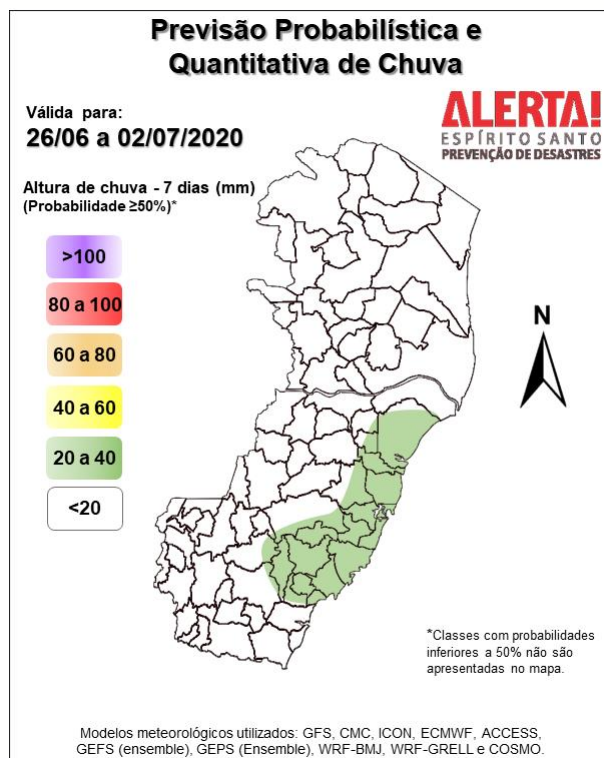 Previsão Probabilística e
Quantitativa de Chuva
Válida para:
26/06 a 02/07/2020
ALERTA!
ESPÍRITO SANTO
PREVENÇÃO DE DESASTRES
Altura de chuva - 7 dias (mm)
(Probabilidade ≥50%)*
>100
80 a 100
60 a 80
40 a 60
20 a 40
<20
N
*Classes com probabilidades
inferiores a 50% não são
apresentadas no mapa.
Modelos meteorológicos utilizados: GFS, CMC, ICON, ECMWF, ACCESS,
GEFS (ensemble), GEPS (Ensemble), WRF-BMJ, WRF-GRELL e COSMO.